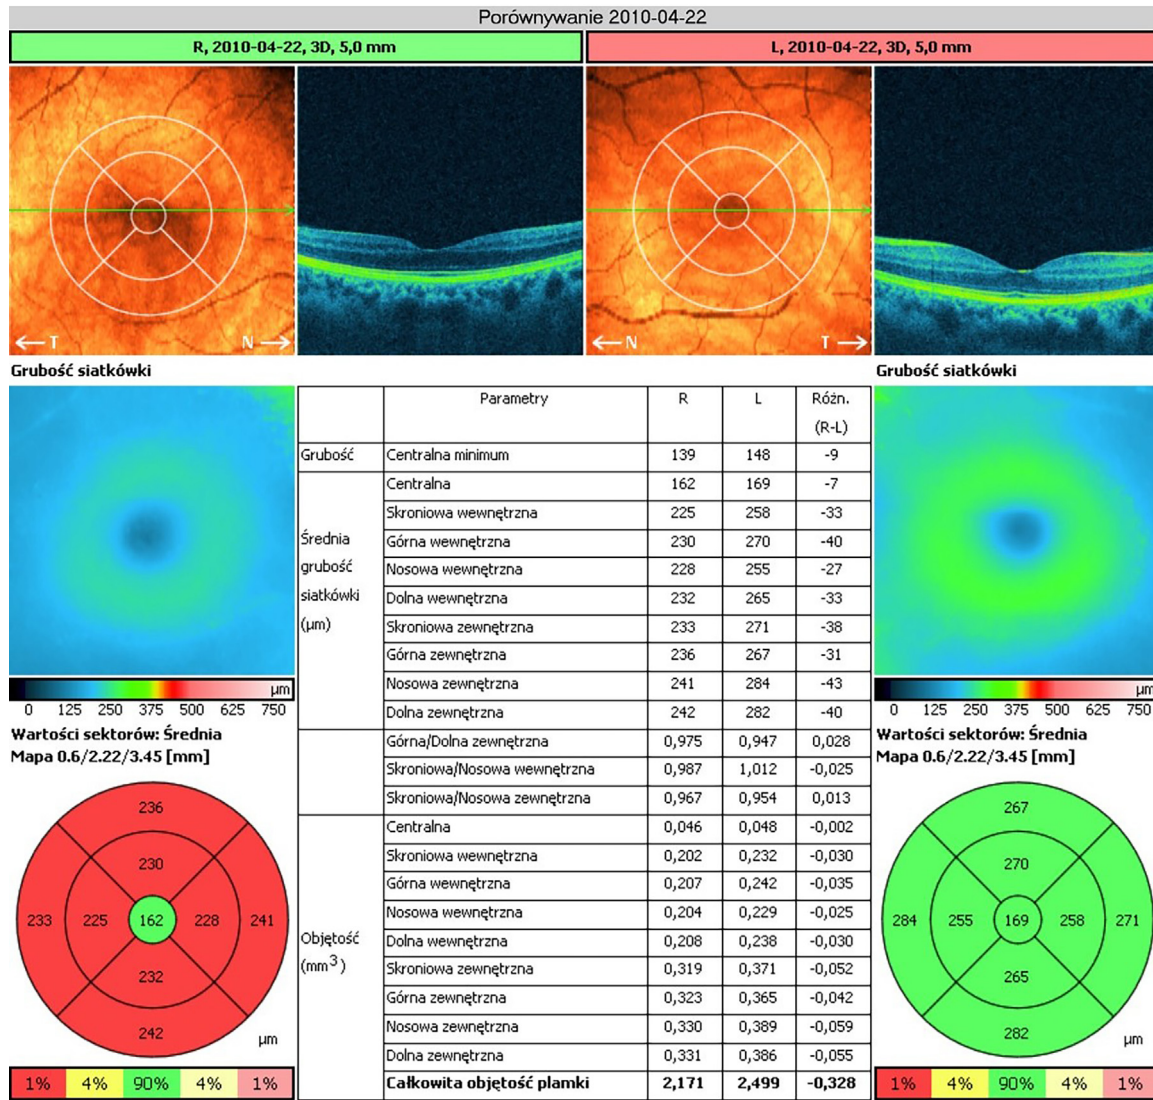 Porównywanie 2010-04-22
R, 2010-04-22, 3D, 5,0 mm
L, 2010-04-22, 3D, 5,0 mm
T N
N T
Grubość siatkówki
Grubość siatkówki
Parametry R L Różn. (R-L)
Grubość Centralna minimum 139 148 -9
Średnia grubość siatkówki (µm)
Centralna 162 169 -7
Skroniowa wewnętrzna 225 258 -33
Górna wewnętrzna 230 270 -40
Nosowa wewnętrzna 228 255 -27
Dolna wewnętrzna 232 265 -33
Skroniowa zewnętrzna 233 271 -38
Górna zewnętrzna 236 267 -31
Nosowa zewnętrzna 241 284 -43
Dolna zewnętrzna 242 282 -40
Górna/Dolna zewnętrzna 0,975 0,947 0,028
Skroniowa/Nosowa wewnętrzna 0,987 1,012 -0,025
Skroniowa/Nosowa zewnętrzna 0,967 0,954 0,013
Objętość (mm³)
Centralna 0,046 0,048 -0,002
Skroniowa wewnętrzna 0,202 0,232 -0,030
Górna wewnętrzna 0,207 0,242 -0,035
Nosowa wewnętrzna 0,204 0,229 -0,025
Dolna wewnętrzna 0,208 0,238 -0,030
Skroniowa zewnętrzna 0,319 0,371 -0,052
Górna zewnętrzna 0,323 0,365 -0,042
Nosowa zewnętrzna 0,330 0,389 -0,059
Dolna zewnętrzna 0,331 0,386 -0,055
Całkowita objętość plamki 2,171 2,499 -0,328
µm
0 125 250 375 500 625 750
Wartości sektorów: Średnia
Mapa 0.6/2.22/3.45 [mm]
236
230
233 225 162 228 241
232
242
µm
1% 4% 90% 4% 1%
µm
0 125 250 375 500 625 750
Wartości sektorów: Średnia
Mapa 0.6/2.22/3.45 [mm]
267
270
284 255 169 258 271
265
282
µm
1% 4% 90% 4% 1%